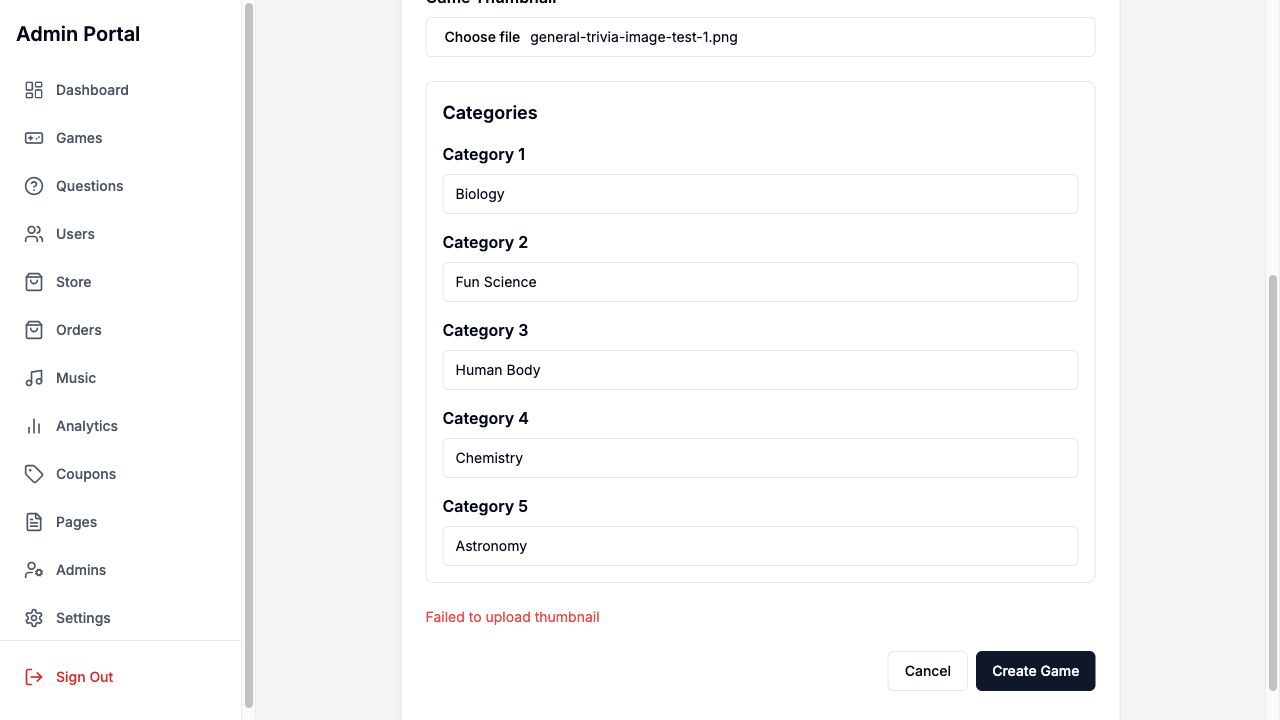 Admin Portal
Dashboard
Games
Questions
Users
Store
Orders
Music
Analytics
Coupons
Pages
Admins
Settings
Sign Out
Game Thumbnail
Choose file general-trivia-image-test-1.png
Categories
Category 1
Biology
Category 2
Fun Science
Category 3
Human Body
Category 4
Chemistry
Category 5
Astronomy
Failed to upload thumbnail
Cancel
Create Game